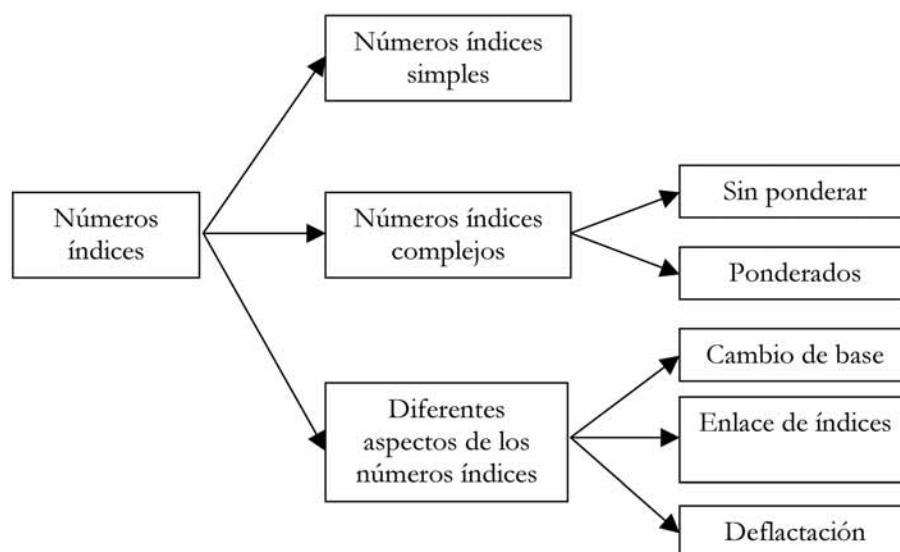 Números índices
simples
Números
índices
Números índices
complejos
Sin ponderar
Ponderados
Diferentes
aspectos de los
números índices
Cambio de base
Enlace de índices
Deflactación